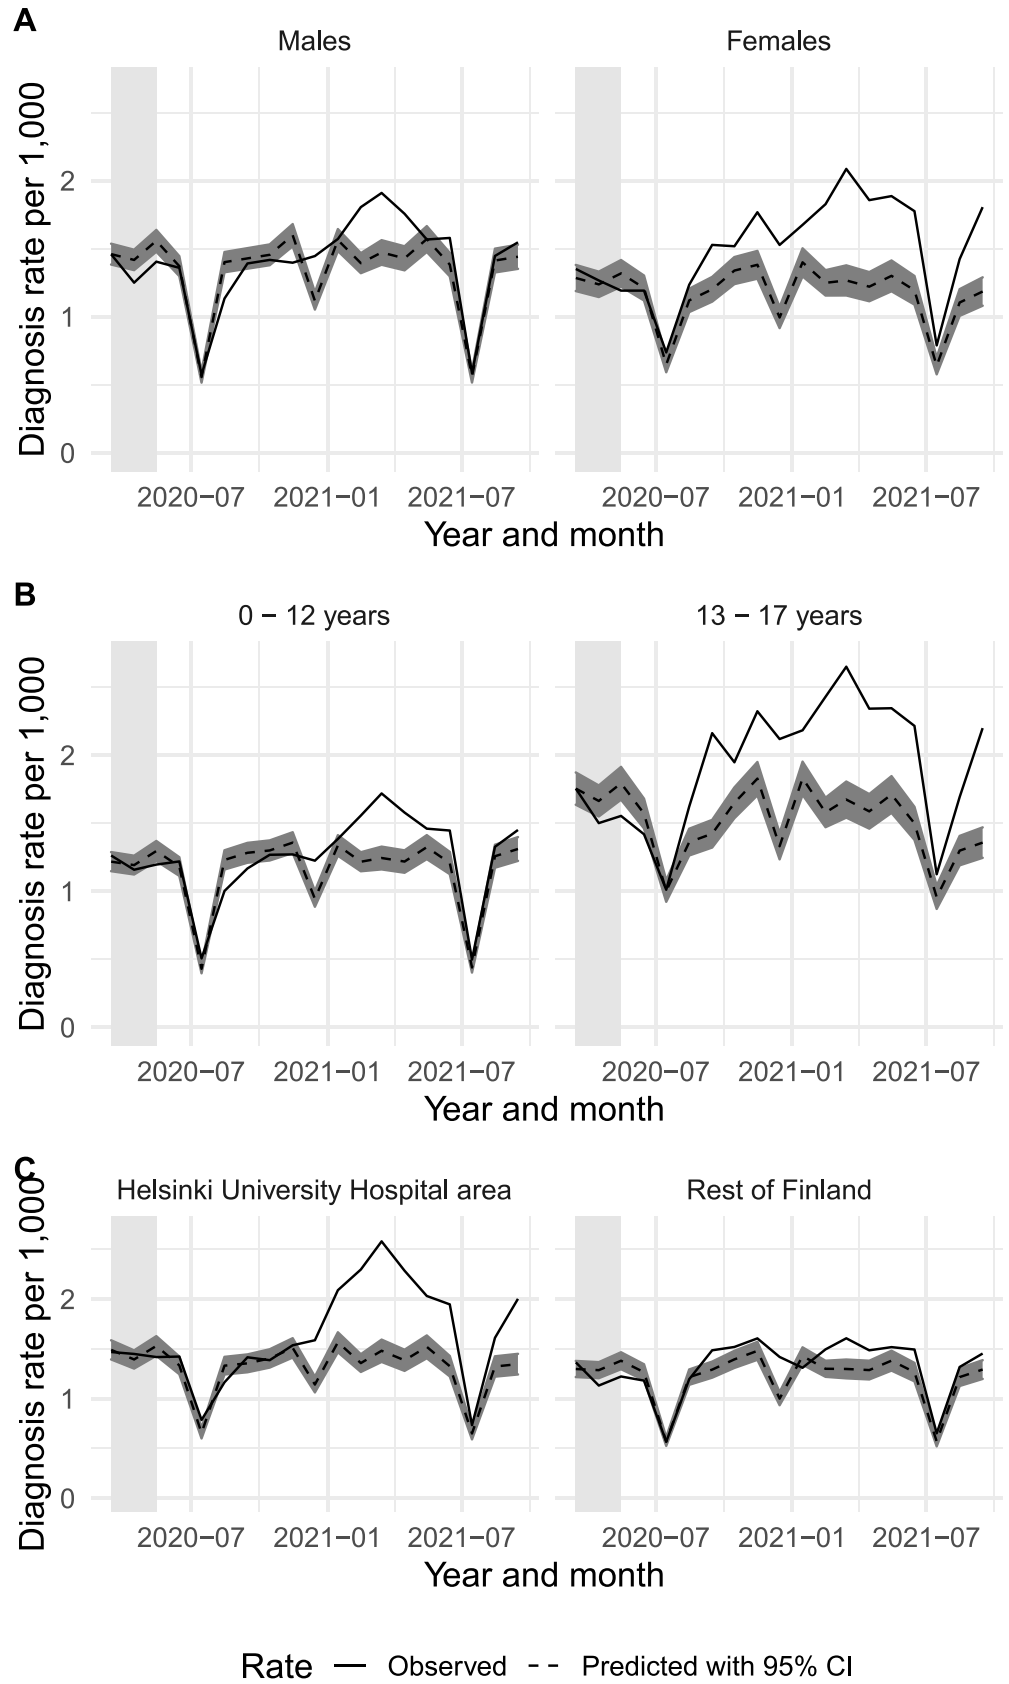 A
Males Females
Diagnosis rate per 1,000
2
1
0
2020−07 2021−01 2021−07 2020−07 2021−01 2021−07
Year and month
B
0 − 12 years 13 − 17 years
Diagnosis rate per 1,000
2
1
0
2020−07 2021−01 2021−07 2020−07 2021−01 2021−07
Year and month
C
Helsinki University Hospital area Rest of Finland
Diagnosis rate per 1,000
2
1
0
2020−07 2021−01 2021−07 2020−07 2021−01 2021−07
Year and month
Rate Observed Predicted with 95% CI